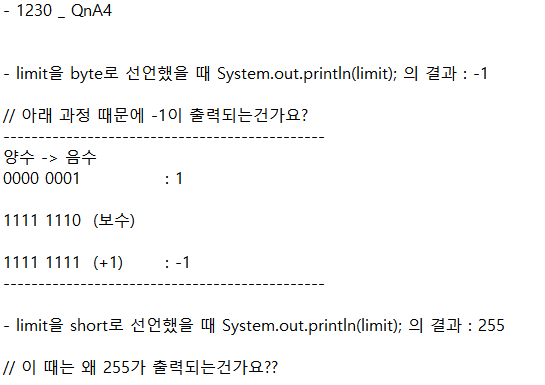 - 1230 _ QnA4
- limit을 byte로 선언했을 때 System.out.println(limit); 의 결과 : -1
// 아래 과정 때문에 -1이 출력되는건가요?
----------------------------------------------
양수 -> 음수
0000 0001 : 1
1111 1110 (보수)
1111 1111 (+1) : -1
----------------------------------------------
- limit을 short로 선언했을 때 System.out.println(limit); 의 결과 : 255
// 이 때는 왜 255가 출력되는건가요??